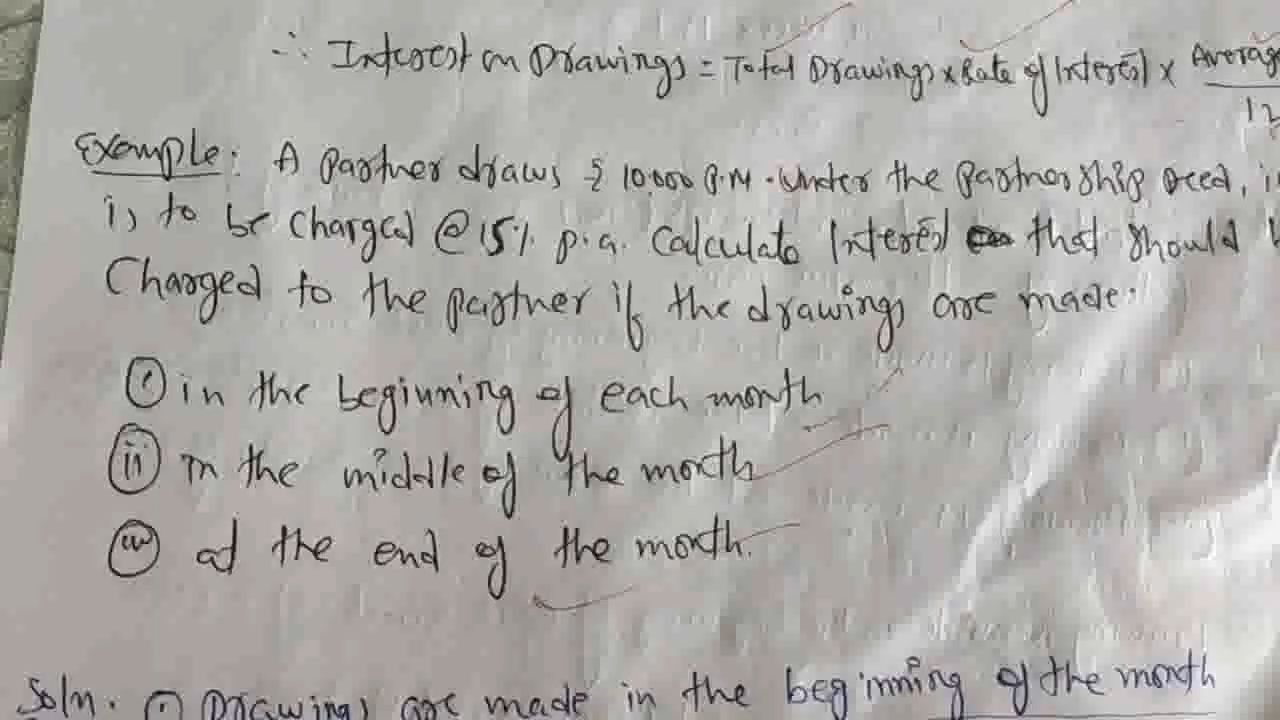 ∴ Interest on Drawings = Total Drawings x Rate of Interest x Average
12
Example: A partner draws ₹ 10,000 P.M. Under the partnership Deed,
is to be charged @ 15% p.a. Calculate Interest that should
Charged to the partner if the drawings are made:
(i) in the beginning of each month
(ii) in the middle of the month
(iii) at the end of the month.
Soln. (i) Drawings are made in the beginning of the month